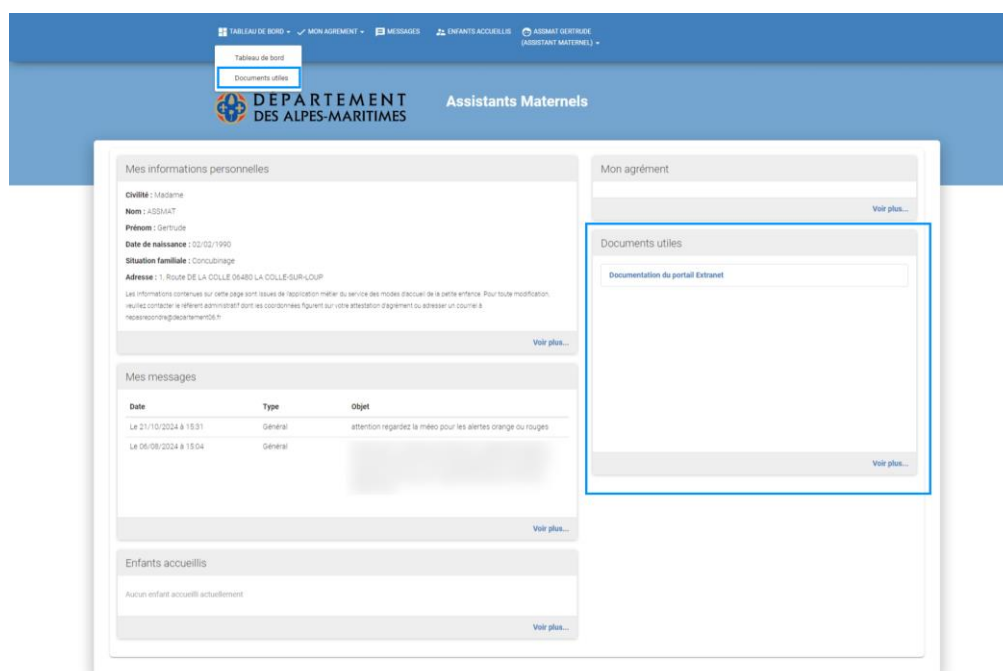 TABLEAU DE BORD
MON AGREMENT
MESSAGES
ENFANTS ACCUEILLIS
ASSMAT GERTRUDE
(ASSISTANT MATERNEL)
Tableau de bord
Documents utiles
DÉPARTEMENT
DES ALPES-MARITIMES
Assistants Maternels
Mes informations personnelles
Civilité : Madame
Nom : ASSMAT
Prénom : Gertrude
Date de naissance : 02/02/1990
Situation familiale : Concubinage
Adresse : 1, Route DE LA COLLE 06480 LA COLLE-SUR-LOUP
Les informations contenues sur cette page sont issues de l'application métier du service des modes d'accueil de la petite enfance. Pour toute modification,
veuillez contacter le référent administratif dont les coordonnées figurent sur votre attestation d'agrément ou adresser un courriel à
nepasrepondre@departement06.fr
Voir plus...
Mes messages
Date Type Objet
Le 21/10/2024 à 15:31 Général attention regardez la méeo pour les alertes orange ou rouges
Le 06/08/2024 à 15:04 Général
Voir plus...
Enfants accueillis
Aucun enfant accueilli actuellement
Voir plus...
Mon agrément
Voir plus...
Documents utiles
Documentation du portail Extranet
Voir plus...